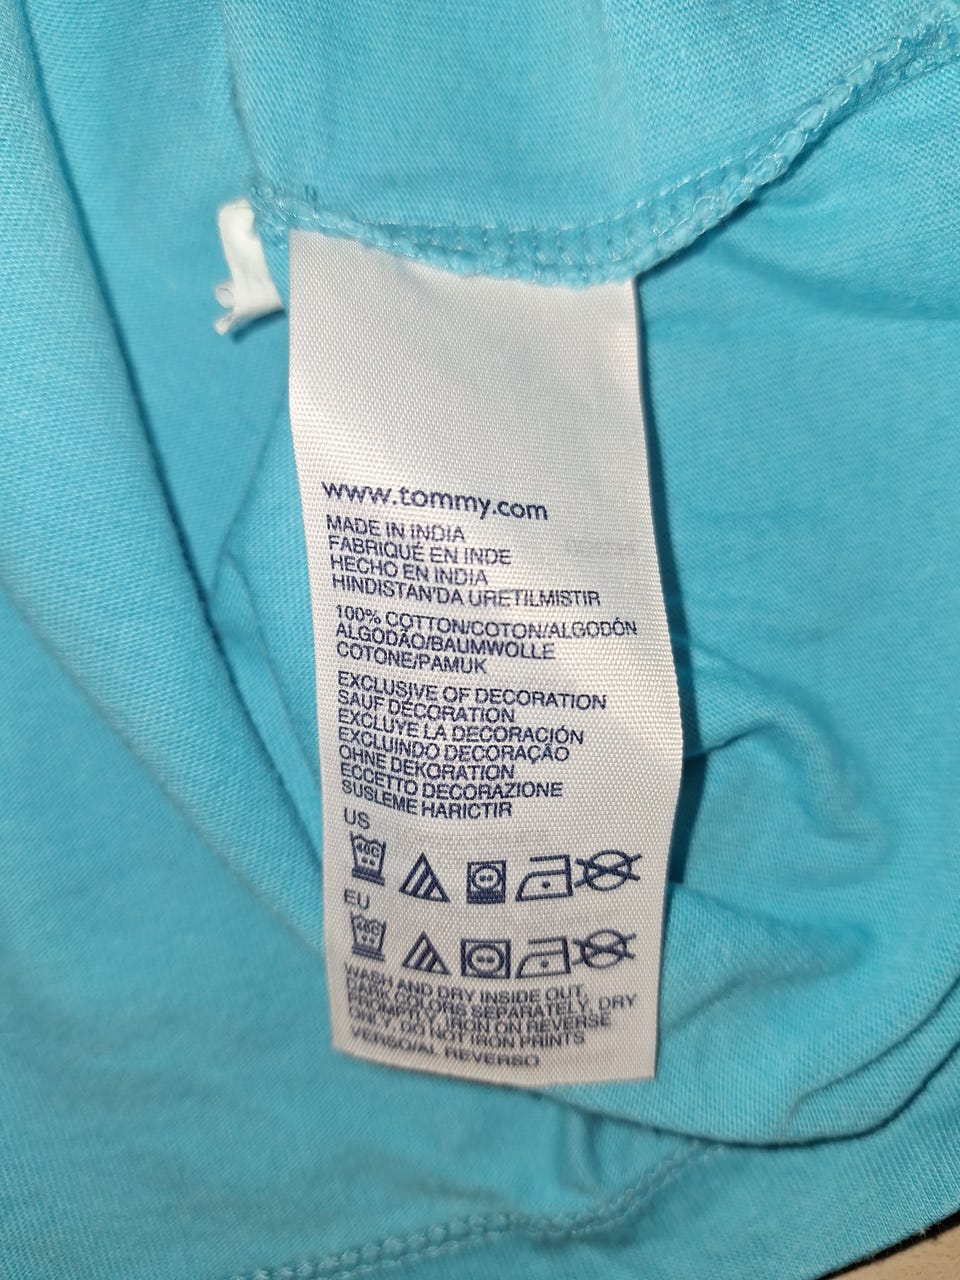 www.tommy.com
MADE IN INDIA
FABRIQUÉ EN INDE
HECHO EN INDIA
HINDISTAN'DA URETILMISTIR
100% COTTON/COTON/ALGODÓN
ALGODÃO/BAUMWOLLE
COTONE/PAMUK
EXCLUSIVE OF DECORATION
SAUF DÉCORATION
EXCLUYE LA DECORACIÓN
EXCLUINDO DECORAÇÃO
OHNE DEKORATION
ECCETTO DECORAZIONE
SUSLEME HARICTIR
US
40C
EU
40C
WASH AND DRY INSIDE OUT,
DARK COLORS SEPARATELY, DRY
PROMPTLY, IRON ON REVERSE
ONLY, DO NOT IRON PRINTS
VERSO/AL REVERSO